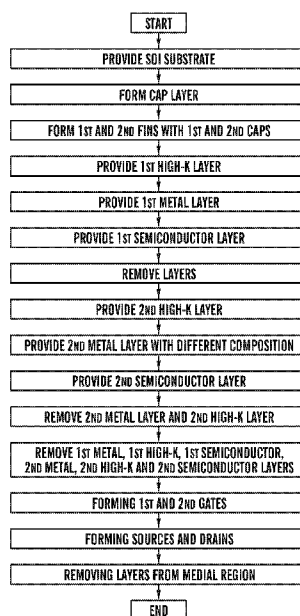 START
PROVIDE SOI SUBSTRATE
FORM CAP LAYER
FORM 1ST AND 2ND FINS WITH 1ST AND 2ND CAPS
PROVIDE 1ST HIGH-K LAYER
PROVIDE 1ST METAL LAYER
PROVIDE 1ST SEMICONDUCTOR LAYER
REMOVE LAYERS
PROVIDE 2ND HIGH-K LAYER
PROVIDE 2ND METAL LAYER WITH DIFFERENT COMPOSITION
PROVIDE 2ND SEMICONDUCTOR LAYER
REMOVE 2ND METAL LAYER AND 2ND HIGH-K LAYER
REMOVE 1ST METAL, 1ST HIGH-K, 1ST SEMICONDUCTOR,
2ND METAL, 2ND HIGH-K AND 2ND SEMICONDUCTOR LAYERS
FORMING 1ST AND 2ND GATES
FORMING SOURCES AND DRAINS
REMOVING LAYERS FROM MEDIAL REGION
END